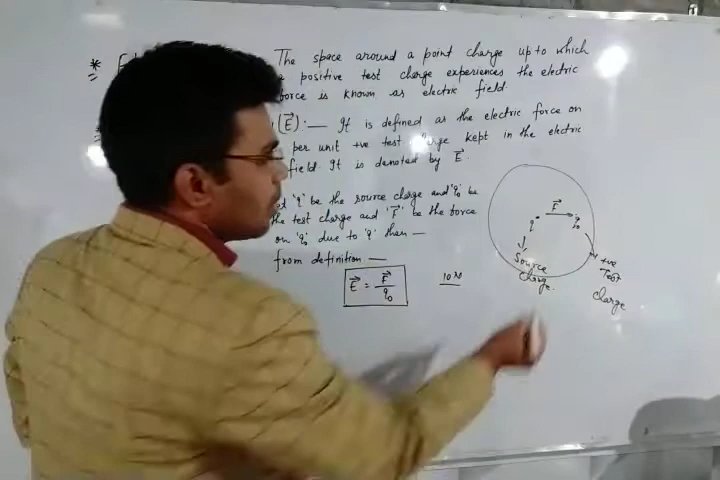 *
The space around a point charge up to which
positive test charge experiences the electric
force is known as electric field.
(E⃗) :— It is defined as the electric force on
per unit +ve test charge kept in the electric
field It is denoted by E⃗
'q' be the source charge and 'q₀' be
the test charge and 'F⃗' be the force
on 'q₀' due to 'q' then —
from definition —
E⃗ = F⃗/q₀
F⃗
q q₀
Source
charge.
+ve
Test
charge